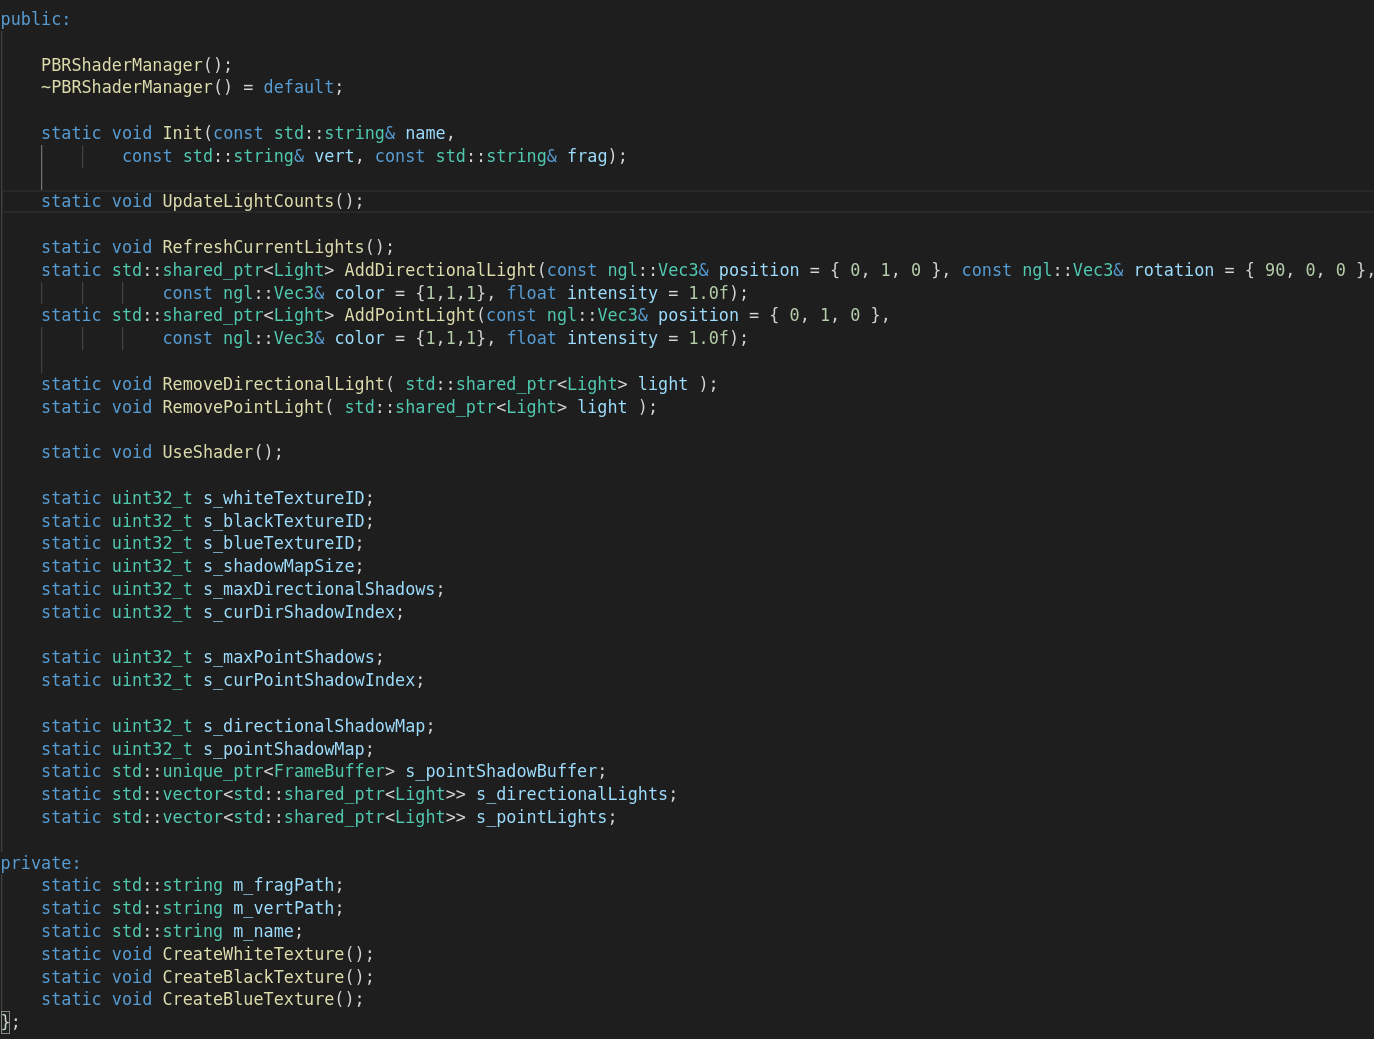 public:
PBRShaderManager();
~PBRShaderManager() = default;
static void Init(const std::string& name,
const std::string& vert, const std::string& frag);
static void UpdateLightCounts();
static void RefreshCurrentLights();
static std::shared_ptr<Light> AddDirectionalLight(const ngl::Vec3& position = { 0, 1, 0 }, const ngl::Vec3& rotation = { 90, 0, 0 },
const ngl::Vec3& color = {1,1,1}, float intensity = 1.0f);
static std::shared_ptr<Light> AddPointLight(const ngl::Vec3& position = { 0, 1, 0 },
const ngl::Vec3& color = {1,1,1}, float intensity = 1.0f);
static void RemoveDirectionalLight( std::shared_ptr<Light> light );
static void RemovePointLight( std::shared_ptr<Light> light );
static void UseShader();
static uint32_t s_whiteTextureID;
static uint32_t s_blackTextureID;
static uint32_t s_blueTextureID;
static uint32_t s_shadowMapSize;
static uint32_t s_maxDirectionalShadows;
static uint32_t s_curDirShadowIndex;
static uint32_t s_maxPointShadows;
static uint32_t s_curPointShadowIndex;
static uint32_t s_directionalShadowMap;
static uint32_t s_pointShadowMap;
static std::unique_ptr<FrameBuffer> s_pointShadowBuffer;
static std::vector<std::shared_ptr<Light>> s_directionalLights;
static std::vector<std::shared_ptr<Light>> s_pointLights;
private:
static std::string m_fragPath;
static std::string m_vertPath;
static std::string m_name;
static void CreateWhiteTexture();
static void CreateBlackTexture();
static void CreateBlueTexture();
};